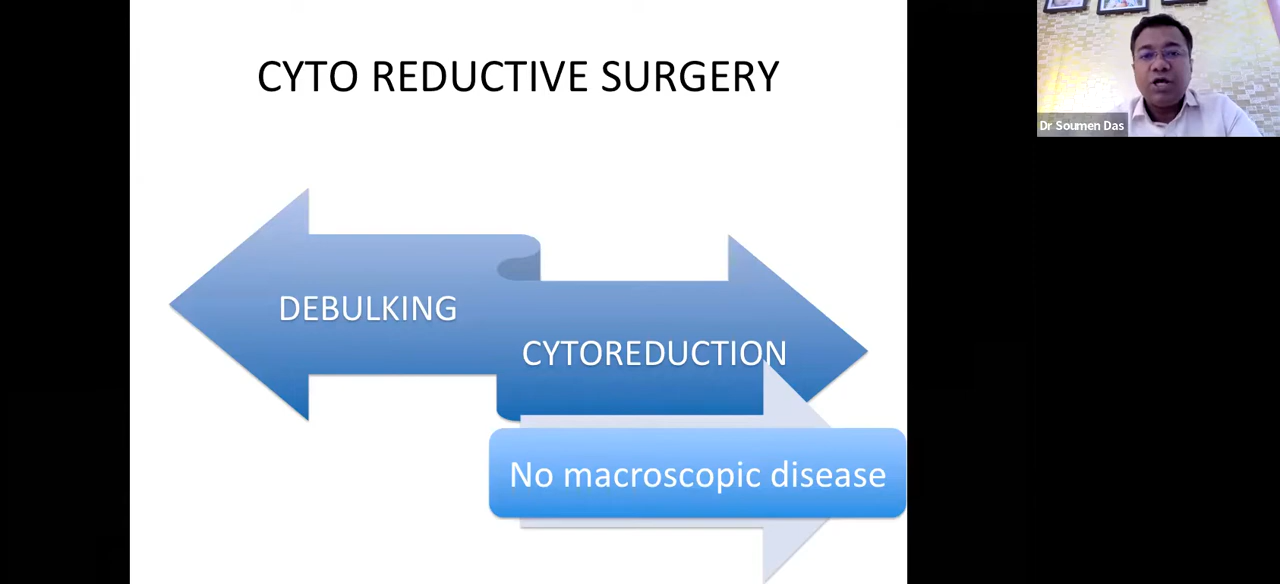 CYTO REDUCTIVE SURGERY
Dr Soumen Das
DEBULKING
CYTOREDUCTION
No macroscopic disease